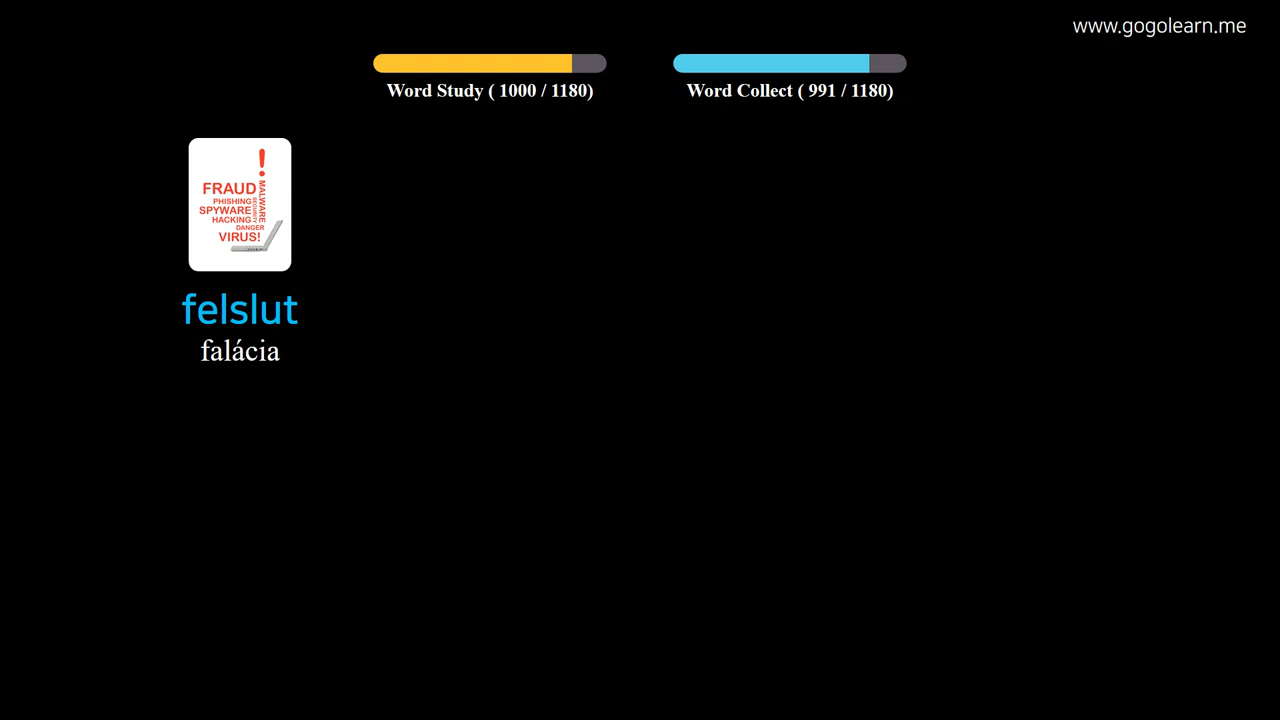 www.gogolearn.me
Word Study ( 1000 / 1180)
Word Collect ( 991 / 1180)
!
FRAUD
MALWARE
PHISHING
SECURITY
SPYWARE
HACKING
DANGER
VIRUS!
felslut
falácia